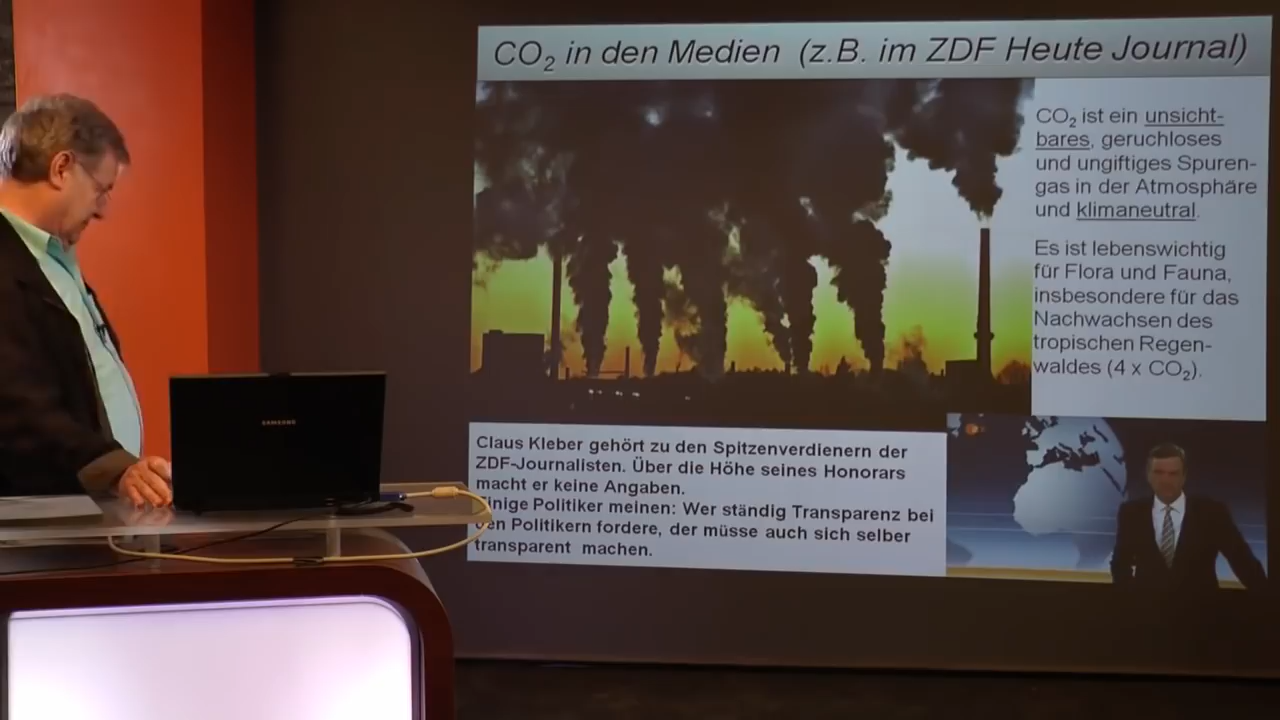 CO₂ in den Medien (z.B. im ZDF Heute Journal)
CO₂ ist ein unsicht-
bares, geruchloses
und ungiftiges Spuren-
gas in der Atmosphäre
und klimaneutral.
Es ist lebenswichtig
für Flora und Fauna,
insbesondere für das
Nachwachsen des
tropischen Regen-
waldes (4 x CO₂).
Claus Kleber gehört zu den Spitzenverdienern der
ZDF-Journalisten. Über die Höhe seines Honorars
macht er keine Angaben.
Einige Politiker meinen: Wer ständig Transparenz bei
den Politikern fordere, der müsse auch sich selber
transparent machen.
SAMSUNG